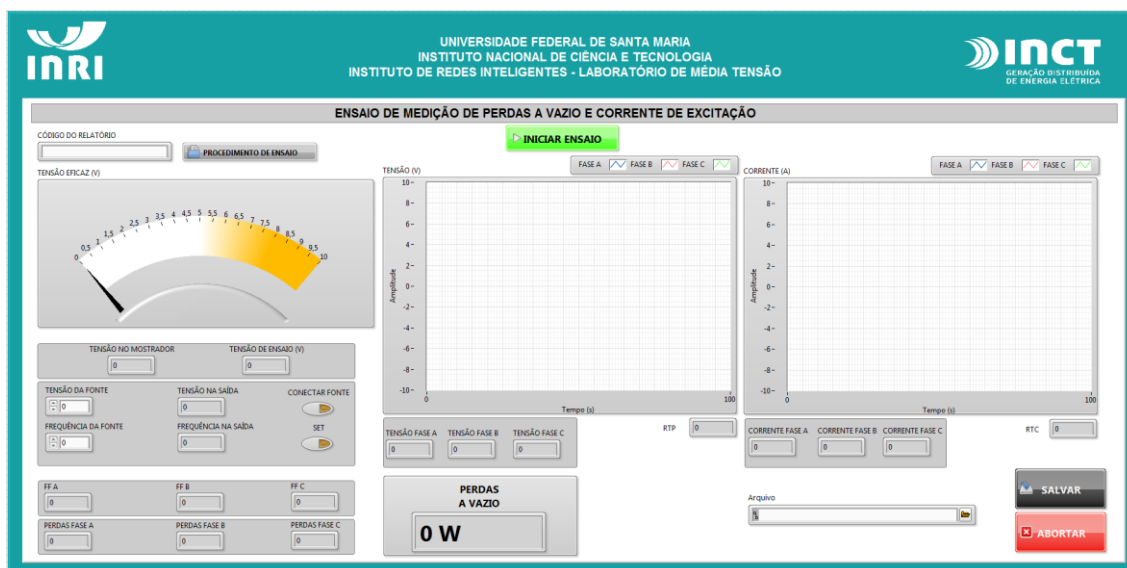 INRI
UNIVERSIDADE FEDERAL DE SANTA MARIA
INSTITUTO NACIONAL DE CIÊNCIA E TECNOLOGIA
INSTITUTO DE REDES INTELIGENTES - LABORATÓRIO DE MÉDIA TENSÃO
INCT
GERAÇÃO DISTRIBUÍDA
DE ENERGIA ELÉTRICA
ENSAIO DE MEDIÇÃO DE PERDAS A VAZIO E CORRENTE DE EXCITAÇÃO
CÓDIGO DO RELATÓRIO
PROCEDIMENTO DE ENSAIO
INICIAR ENSAIO
TENSÃO EFICAZ (V)
0 0,5 1 1,5 2 2,5 3 3,5 4 4,5 5 5,5 6 6,5 7 7,5 8 8,5 9 9,5 10
TENSÃO NO MOSTRADOR TENSÃO DE ENSAIO (V)
0 0
TENSÃO DA FONTE TENSÃO NA SAÍDA CONECTAR FONTE
0 0
FREQUÊNCIA DA FONTE FREQUÊNCIA NA SAÍDA SET
0 0
FF A FF B FF C
0 0 0
PERDAS FASE A PERDAS FASE B PERDAS FASE C
0 0 0
TENSÃO (V) FASE A FASE B FASE C
Amplitude
10
8
6
4
2
0
-2
-4
-6
-8
-10
0 100
Tempo (s)
TENSÃO FASE A TENSÃO FASE B TENSÃO FASE C
0 0 0
RTP 0
PERDAS
A VAZIO
0 W
CORRENTE (A) FASE A FASE B FASE C
Amplitude
10
8
6
4
2
0
-2
-4
-6
-8
-10
0 100
Tempo (s)
CORRENTE FASE A CORRENTE FASE B CORRENTE FASE C
0 0 0
RTC 0
Arquivo
SALVAR
ABORTAR